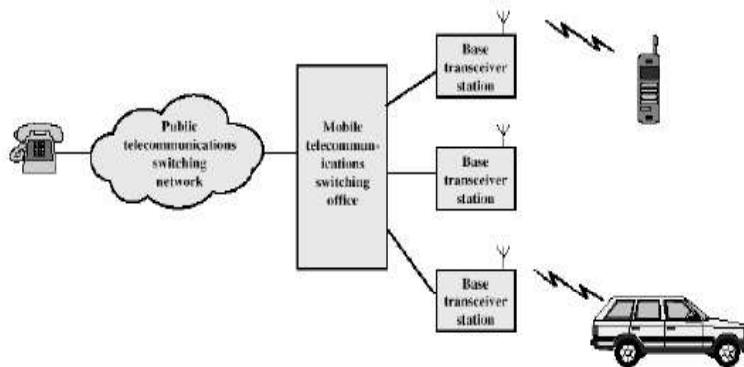 Public
telecommunications
switching
network
Mobile
telecommun-
ications
switching
office
Base
transceiver
station
Base
transceiver
station
Base
transceiver
station